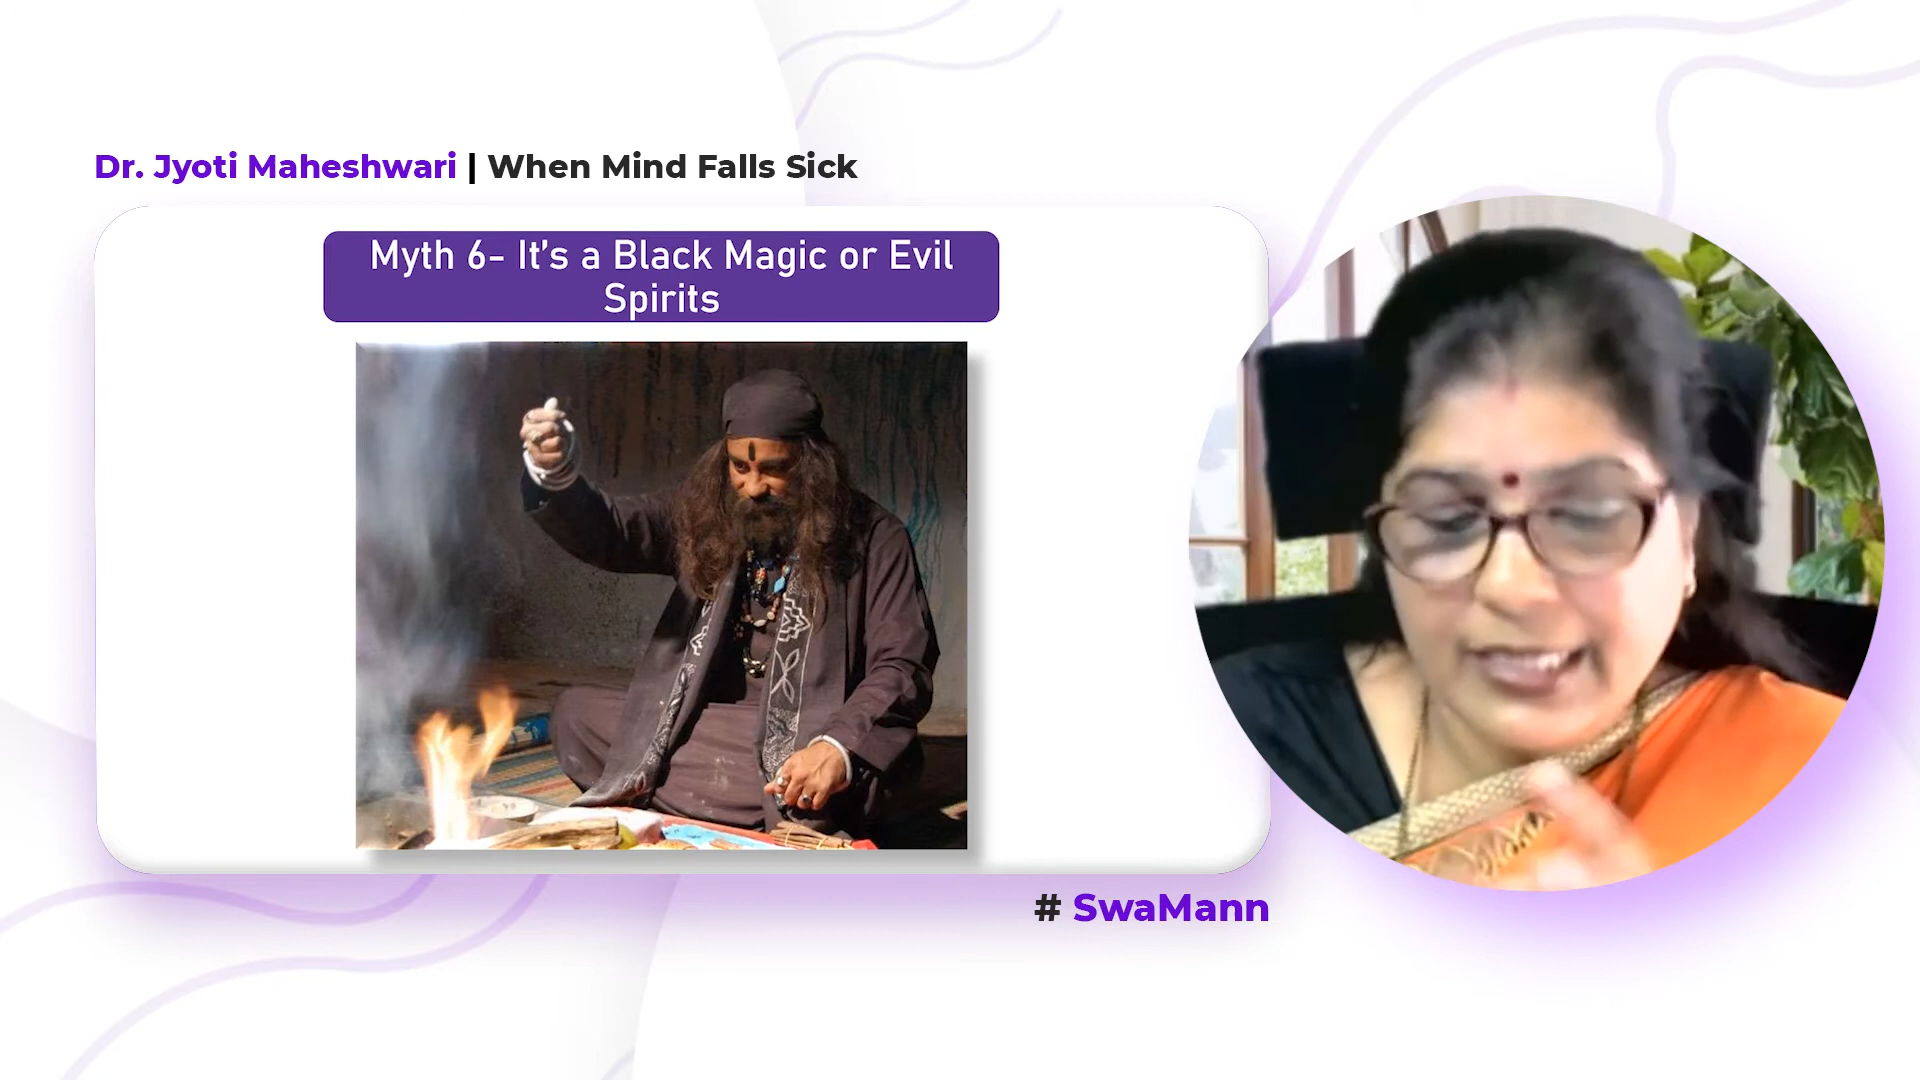 Dr. Jyoti Maheshwari | When Mind Falls Sick
Myth 6- It's a Black Magic or Evil
Spirits
# SwaMann